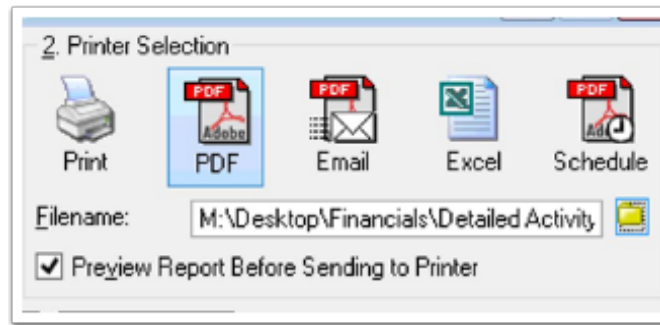 2. Printer Selection
PDF PDF PDF
Adobe Ad
Print PDF Email Excel Schedule
Filename: M:\Desktop\Financials\Detailed Activity
Preview Report Before Sending to Printer